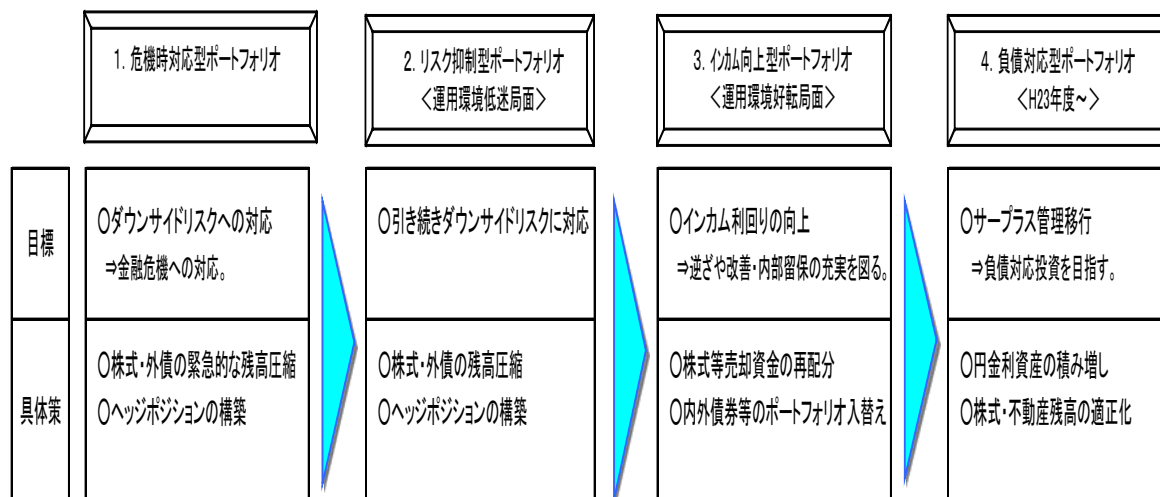 1. 危機時対応型ポートフォリオ
2. リスク抑制型ポートフォリオ
〈運用環境低迷局面〉
3. インカム向上型ポートフォリオ
〈運用環境好転局面〉
4. 負債対応型ポートフォリオ
〈H23年度～〉
目標
○ダウンサイドリスクへの対応
⇒金融危機への対応。
○引き続きダウンサイドリスクに対応
○インカム利回りの向上
⇒逆ざや改善・内部留保の充実を図る。
○サープラス管理移行
⇒負債対応投資を目指す。
具体策
○株式・外債の緊急的な残高圧縮
○ヘッジポジションの構築
○株式・外債の残高圧縮
○ヘッジポジションの構築
○株式等売却資金の再配分
○内外債券等のポートフォリオ入替え
○円金利資産の積み増し
○株式・不動産残高の適正化